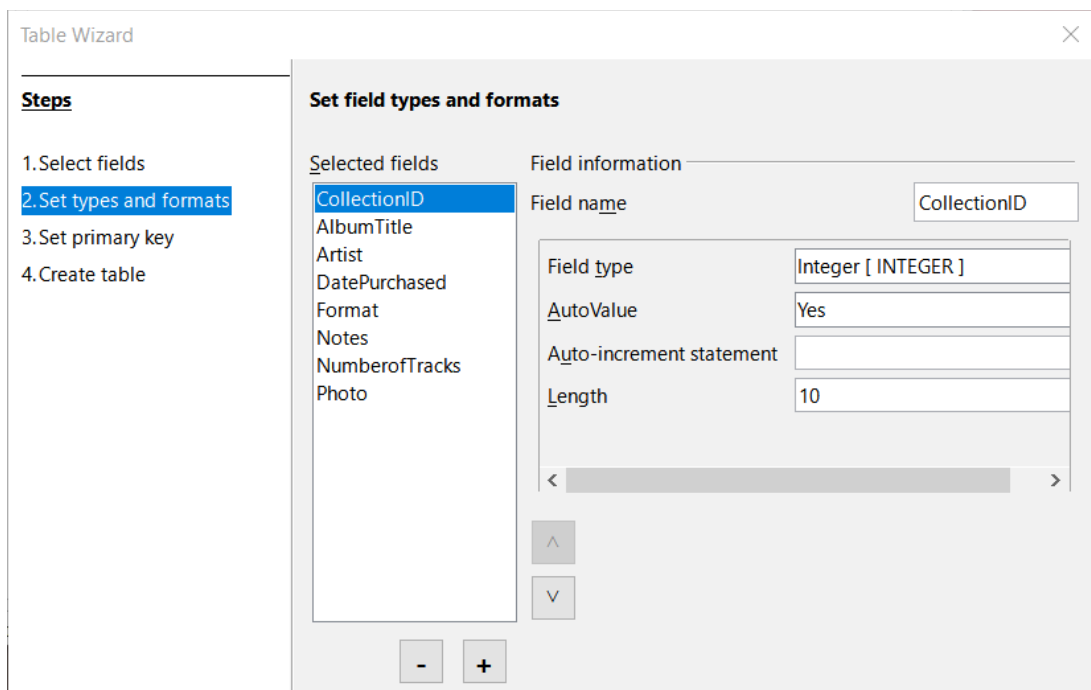 Table Wizard
Steps
1.Select fields
2.Set types and formats
3.Set primary key
4.Create table
Set field types and formats
Selected fields
CollectionID
AlbumTitle
Artist
DatePurchased
Format
Notes
NumberofTracks
Photo
- +
Field information
Field name CollectionID
Field type Integer [ INTEGER ]
AutoValue Yes
Auto-increment statement
Length 10